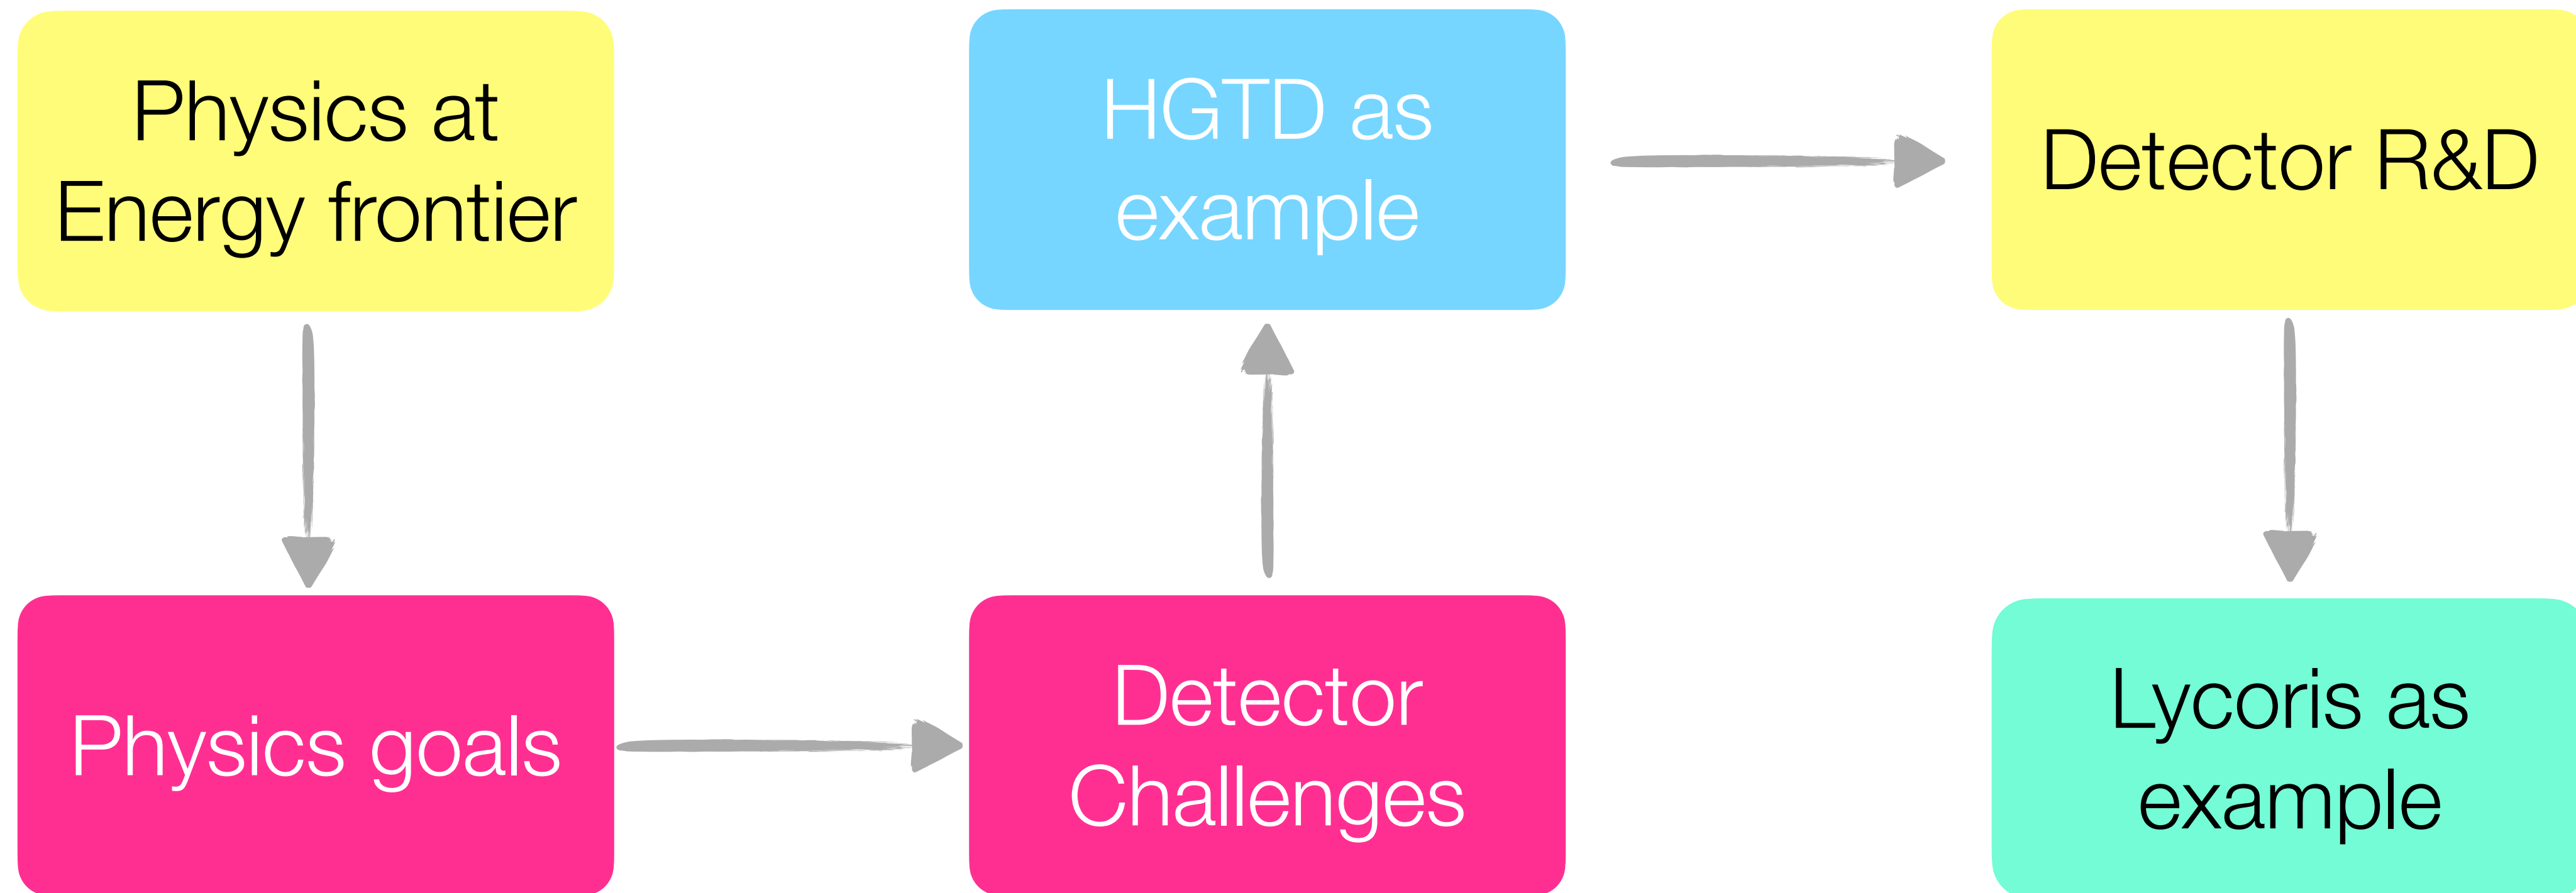 Physics at
Energy frontier
Physics goals
Detector
Challenges
HGTD as
example
Detector R&D
Lycoris as
example